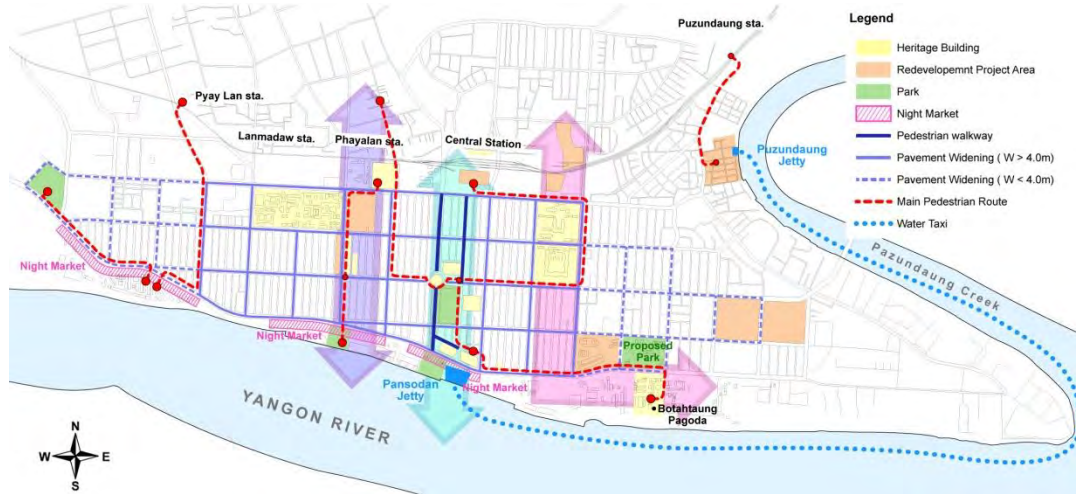 Puzundaung sta.
Legend
Heritage Building
Redevelopemnt Project Area
Park
Night Market
Pedestrian walkway
Pavement Widening ( W > 4.0m)
Pavement Widening ( W < 4.0m)
Main Pedestrian Route
Water Taxi
Pyay Lan sta.
Lanmadaw sta.
Phayalan sta.
Central Station
Puzundaung
Jetty
Pazundaung Creek
Night Market
Night Market
Proposed
Park
Pansodan
Jetty
Night Market
Botahtaung
Pagoda
YANGON RIVER
N
W
E
S